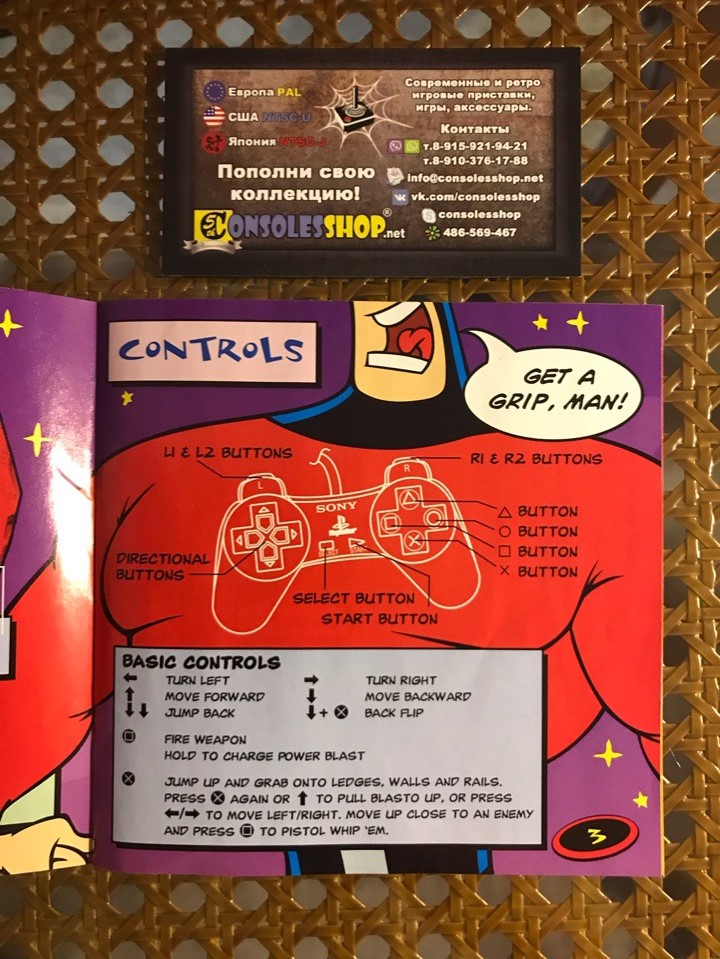 Европа PAL
США NTSC-U
Япония NTSC-J
Пополни свою
коллекцию!
CONSOLESSHOP.net
Современные и ретро
игровые приставки,
игры, аксессуары.
Контакты
т.8-915-921-94-21
т.8-910-376-17-88
info@consolesshop.net
vk.com/consolesshop
consolesshop
486-569-467
CONTROLS
GET A
GRIP, MAN!
L1 & L2 BUTTONS
R1 & R2 BUTTONS
L
R
SONY
SELECT
START
△ BUTTON
○ BUTTON
□ BUTTON
✕ BUTTON
DIRECTIONAL
BUTTONS
SELECT BUTTON
START BUTTON
BASIC CONTROLS
← TURN LEFT → TURN RIGHT
↑ MOVE FORWARD ↓ MOVE BACKWARD
↓↓ JUMP BACK ↓+ⓧ BACK FLIP
□ FIRE WEAPON
HOLD TO CHARGE POWER BLAST
ⓧ JUMP UP AND GRAB ONTO LEDGES, WALLS AND RAILS.
PRESS ⓧ AGAIN OR ↑ TO PULL BLASTO UP, OR PRESS
←/→ TO MOVE LEFT/RIGHT. MOVE UP CLOSE TO AN ENEMY
AND PRESS □ TO PISTOL WHIP 'EM.
3